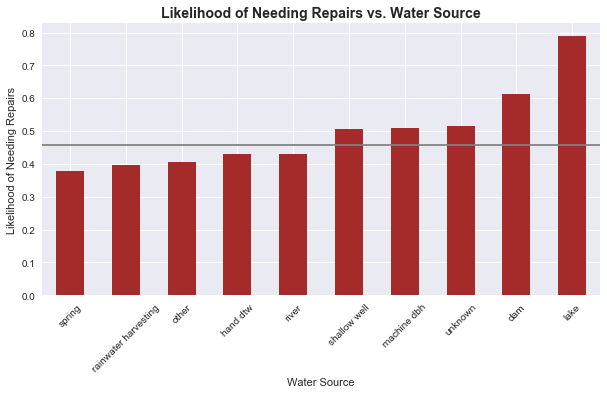 Likelihood of Needing Repairs vs. Water Source
Likelihood of Needing Repairs
0.8
0.7
0.6
0.5
0.4
0.3
0.2
0.1
0.0
spring
rainwater harvesting
other
hand dtw
river
shallow well
machine dbh
unknown
dam
lake
Water Source